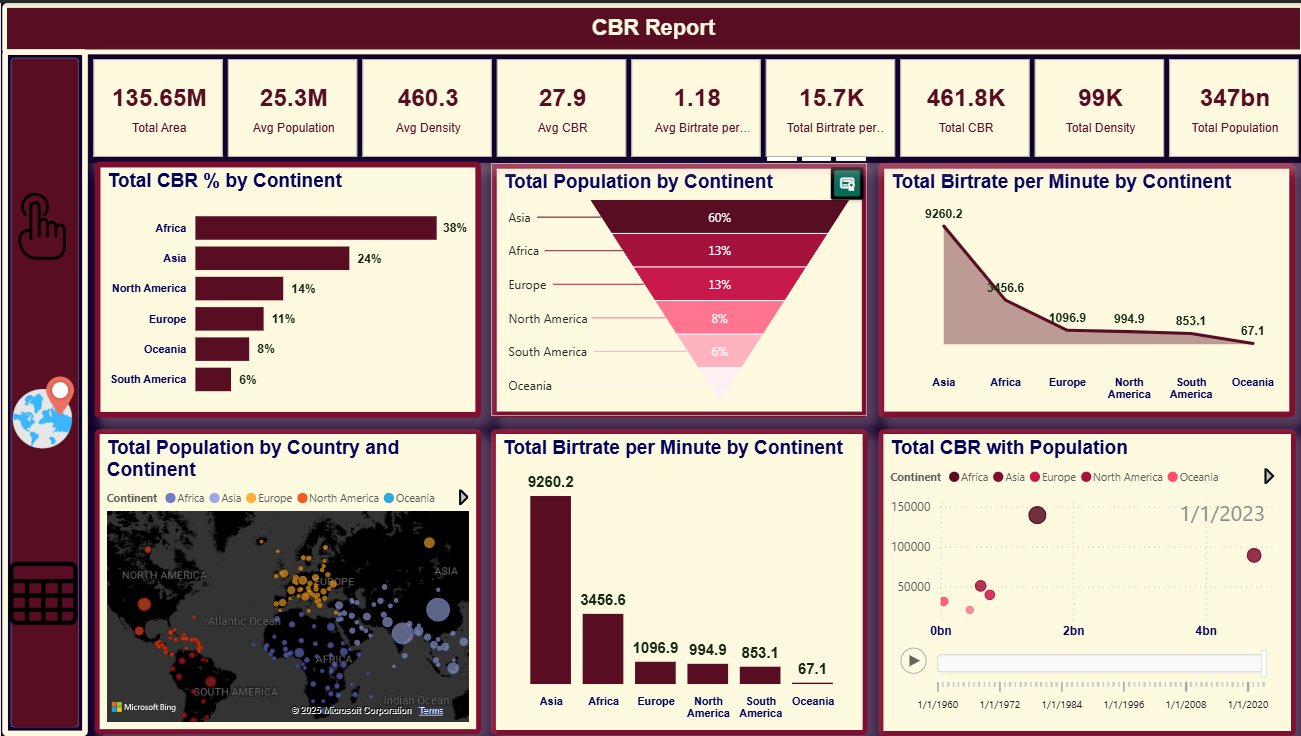 CBR Report
135.65M
Total Area
25.3M
Avg Population
460.3
Avg Density
27.9
Avg CBR
1.18
Avg Birtrate per...
15.7K
Total Birtrate per..
461.8K
Total CBR
99K
Total Density
347bn
Total Population
Total CBR % by Continent
Africa 38%
Asia 24%
North America 14%
Europe 11%
Oceania 8%
South America 6%
Total Population by Continent
Asia 60%
Africa 13%
Europe 13%
North America 8%
South America 6%
Oceania
Total Birtrate per Minute by Continent
9260.2
3456.6
1096.9 994.9 853.1 67.1
Asia Africa Europe North America South America Oceania
Total Population by Country and
Continent
Continent Africa Asia Europe North America Oceania
NORTH AMERICA
EUROPE
ASIA
Atlantic Ocean
AFRICA
SOUTH AMERICA
Indian Ocean
Microsoft Bing
© 2025 Microsoft Corporation Terms
Total Birtrate per Minute by Continent
9260.2
3456.6
1096.9 994.9 853.1 67.1
Asia Africa Europe North America South America Oceania
Total CBR with Population
Continent Africa Asia Europe North America Oceania
1/1/2023
150000
100000
50000
0bn 2bn 4bn
1/1/1960 1/1/1972 1/1/1984 1/1/1996 1/1/2008 1/1/2020